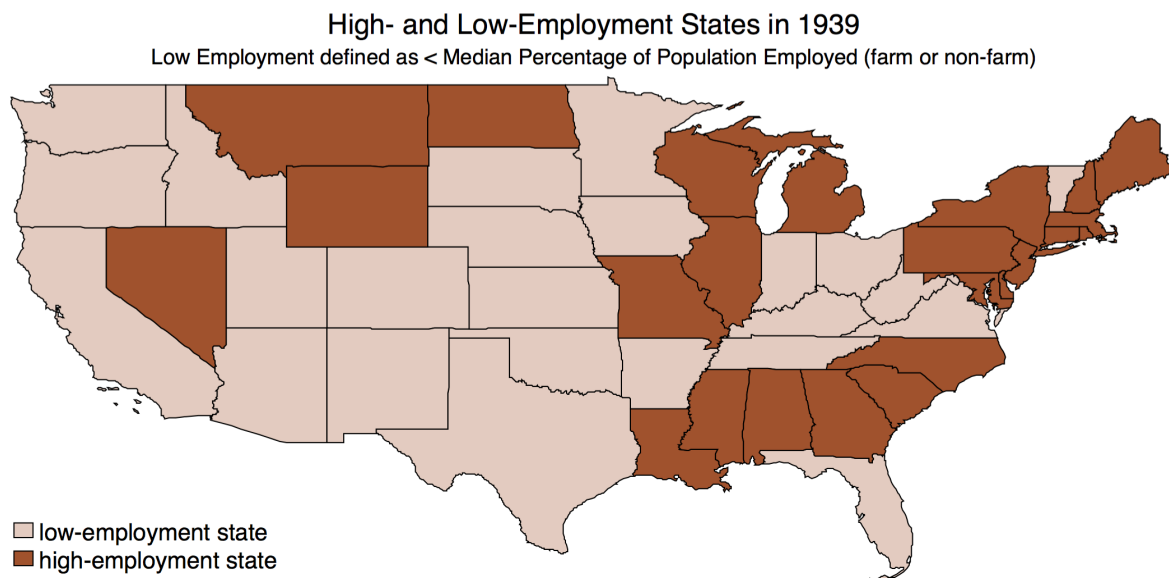 High- and Low-Employment States in 1939
Low Employment defined as < Median Percentage of Population Employed (farm or non-farm)
low-employment state
high-employment state